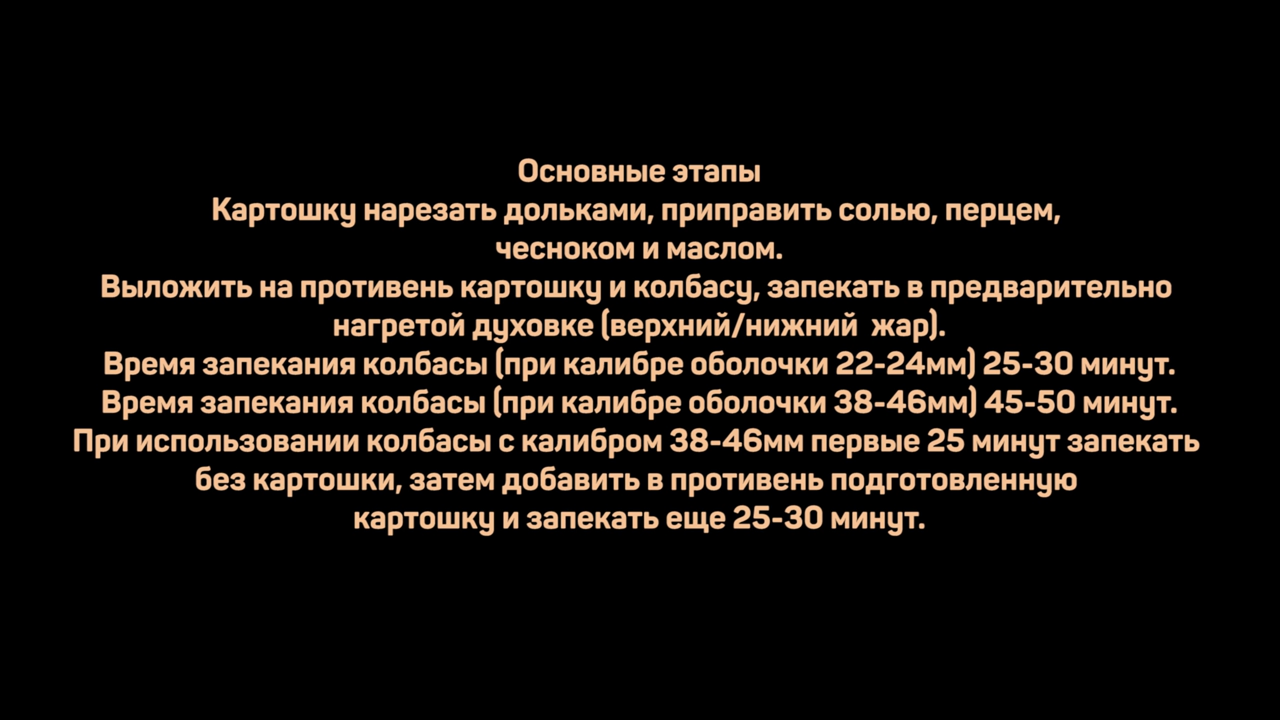 Основные этапы
Картошку нарезать дольками, приправить солью, перцем,
чесноком и маслом.
Выложить на противень картошку и колбасу, запекать в предварительно
нагретой духовке (верхний/нижний  жар).
Время запекания колбасы (при калибре оболочки 22-24мм) 25-30 минут.
Время запекания колбасы (при калибре оболочки 38-46мм) 45-50 минут.
При использовании колбасы с калибром 38-46мм первые 25 минут запекать
без картошки, затем добавить в противень подготовленную
картошку и запекать еще 25-30 минут.